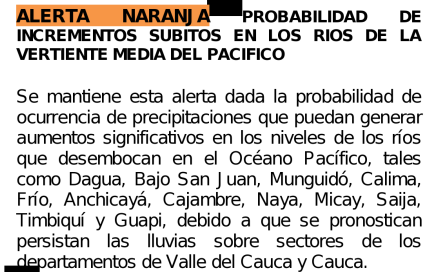 ALERTA NARANJA PROBABILIDAD DE
INCREMENTOS SUBITOS EN LOS RIOS DE LA
VERTIENTE MEDIA DEL PACIFICO
Se mantiene esta alerta dada la probabilidad de
ocurrencia de precipitaciones que puedan generar
aumentos significativos en los niveles de los ríos
que desembocan en el Océano Pacífico, tales
como Dagua, Bajo San Juan, Munguidó, Calima,
Frío, Anchicayá, Cajambre, Naya, Micay, Saija,
Timbiquí y Guapi, debido a que se pronostican
persistan las lluvias sobre sectores de los
departamentos de Valle del Cauca y Cauca.